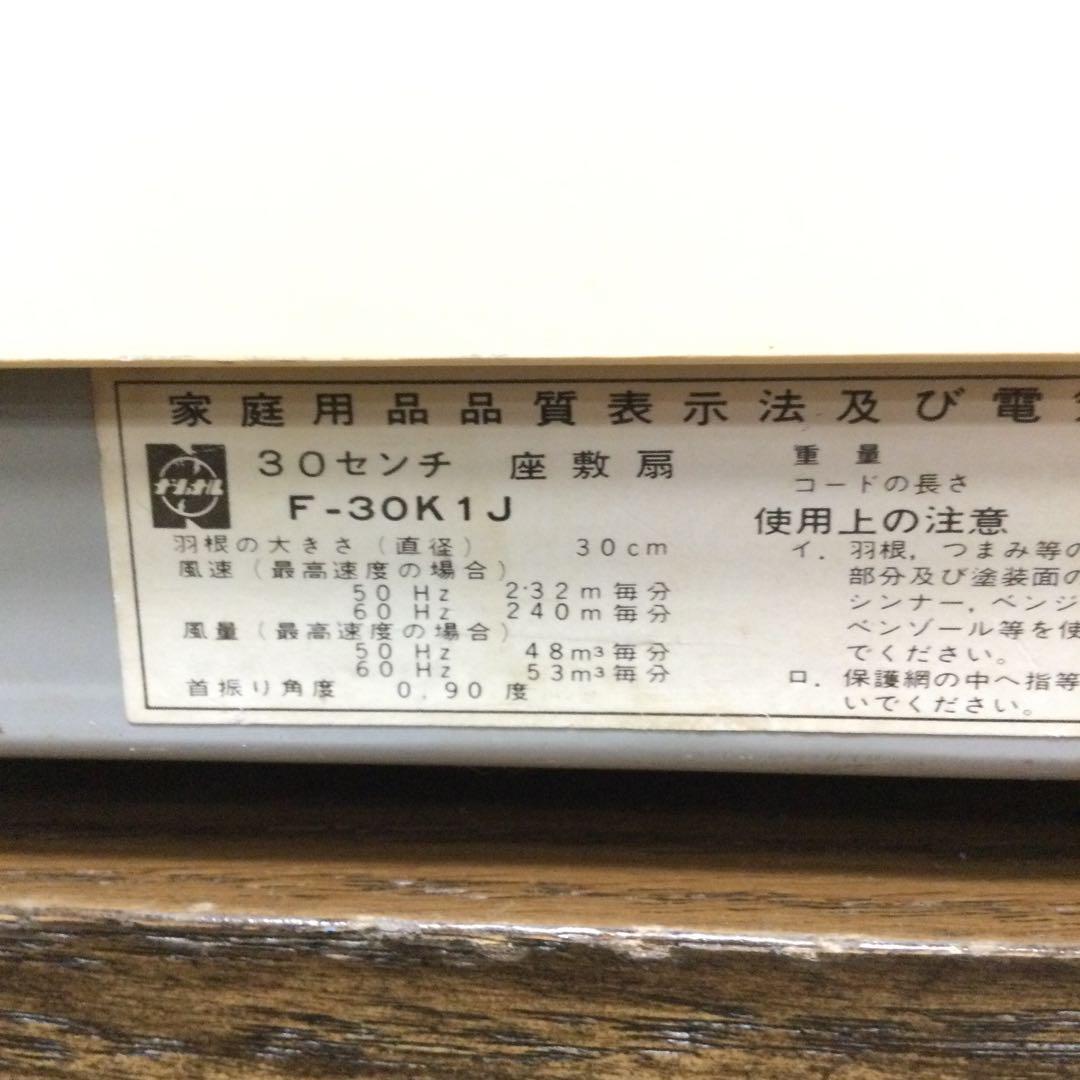 家庭用品品質表示法及び電気
ナショナル
30センチ 座敷扇
F-30K1J
羽根の大きさ(直径) 30cm
風速(最高速度の場合)
50 Hz 232m毎分
60 Hz 240m毎分
風量(最高速度の場合)
50 Hz 48m³毎分
60 Hz 53m³毎分
首振り角度 0.90度
重量
コードの長さ
使用上の注意
イ. 羽根, つまみ等の
部分及び塗装面の
シンナー, ベンジ
ベンゾール等を使
でください。
ロ. 保護網の中へ指等
いでください。